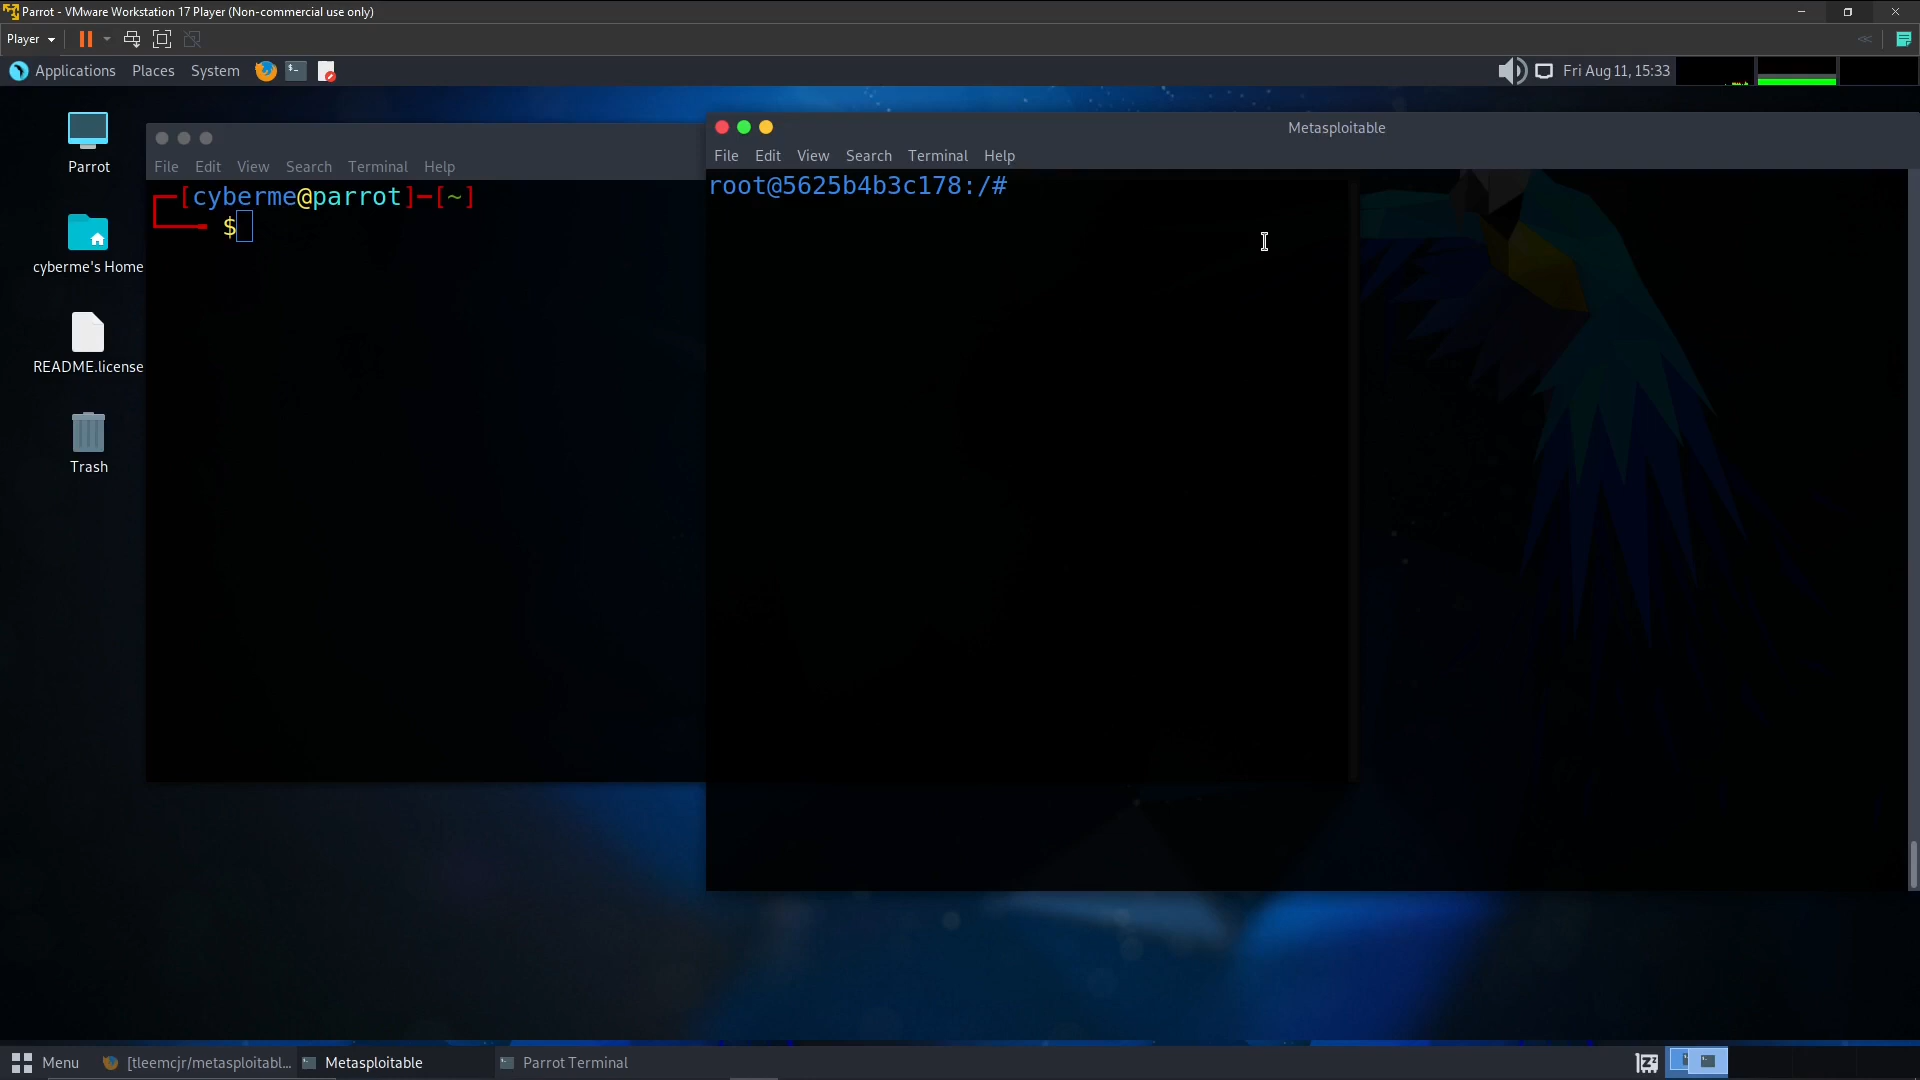 Parrot - VMware Workstation 17 Player (Non-commercial use only)
Player
Applications Places System
Fri Aug 11, 15:33
Parrot
cyberme's Home
README.license
Trash
File Edit View Search Terminal Help
[cyberme@parrot]-[~]
$
Metasploitable
File Edit View Search Terminal Help
root@5625b4b3c178:/#
Menu [tleemcjr/metasploitabl... Metasploitable Parrot Terminal